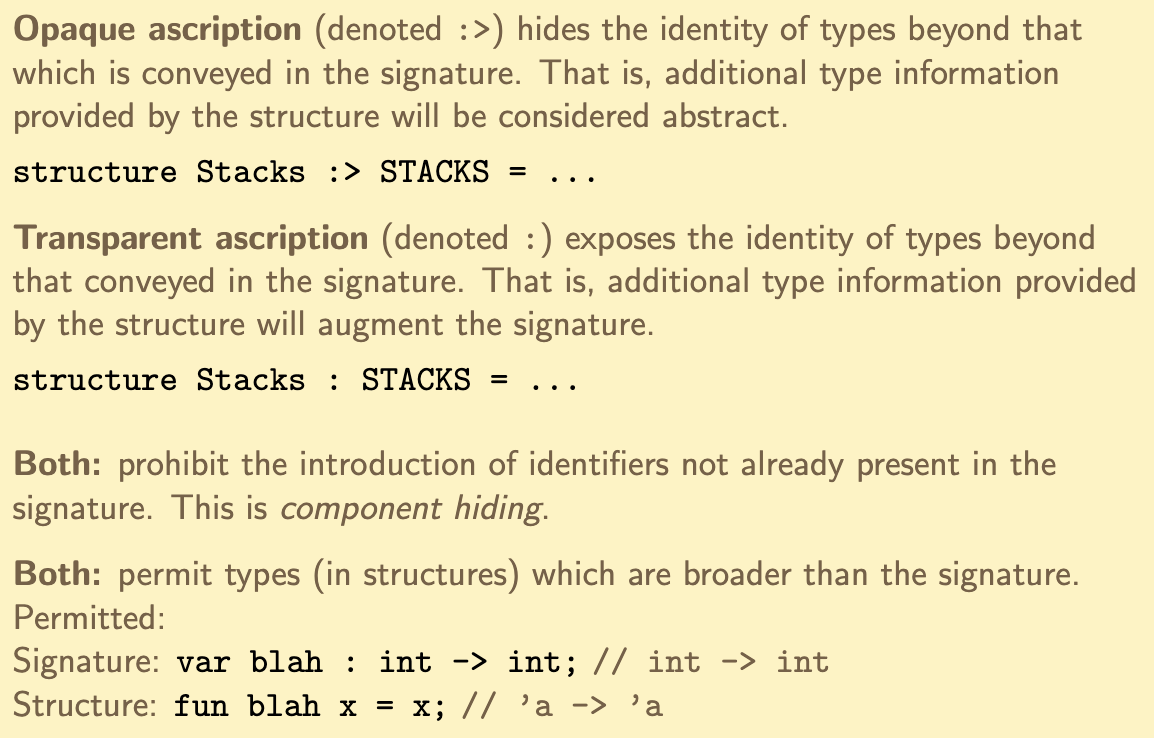 Opaque ascription (denoted :>) hides the identity of types beyond that
which is conveyed in the signature. That is, additional type information
provided by the structure will be considered abstract.
structure Stacks :> STACKS = ...
Transparent ascription (denoted :) exposes the identity of types beyond
that conveyed in the signature. That is, additional type information provided
by the structure will augment the signature.
structure Stacks : STACKS = ...
Both: prohibit the introduction of identifiers not already present in the
signature. This is component hiding.
Both: permit types (in structures) which are broader than the signature.
Permitted:
Signature: var blah : int -> int; // int -> int
Structure: fun blah x = x; // ’a -> ’a